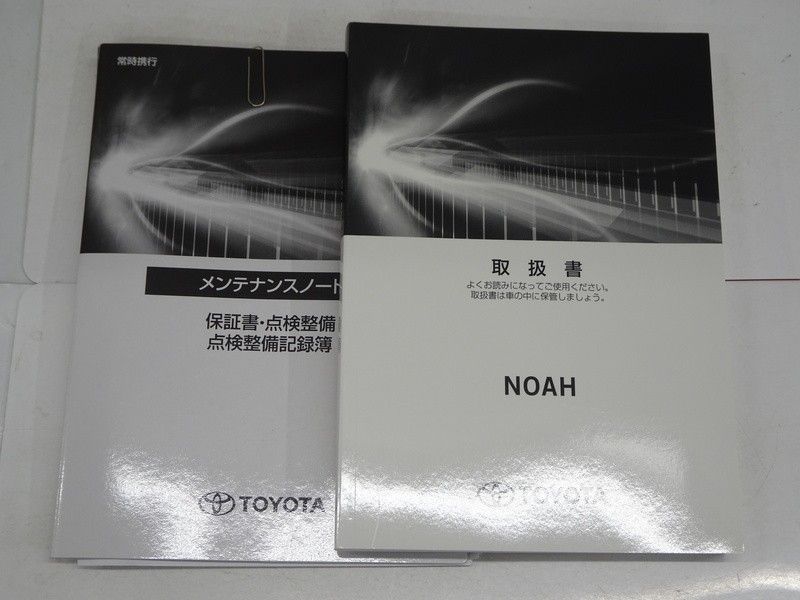 常時携行
メンテナンスノート
保証書・点検整備
点検整備記録簿
TOYOTA
取扱書
よくお読みになってご使用ください。
取扱書は車の中に保管しましょう。
NOAH
TOYOTA